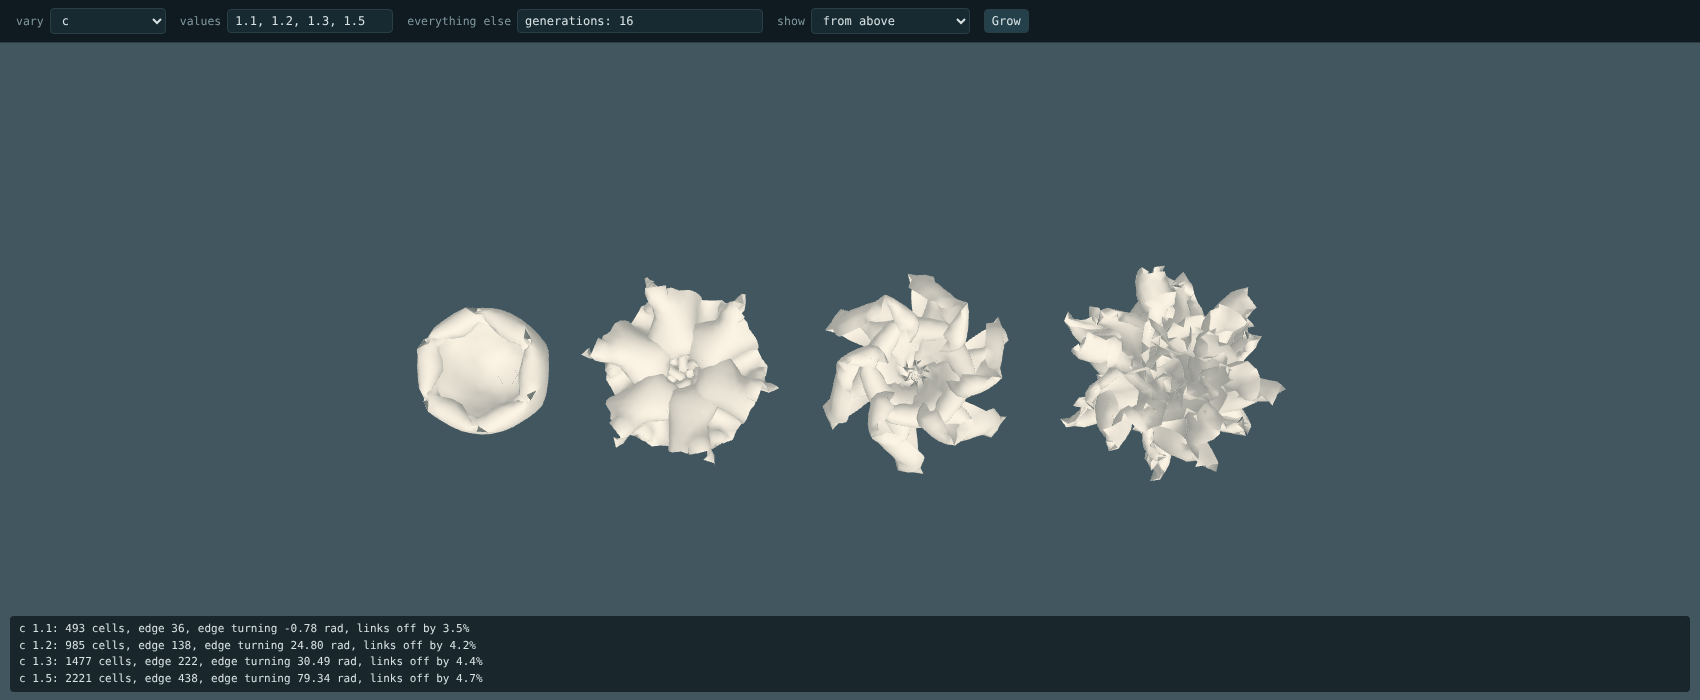 vary c values 1.1, 1.2, 1.3, 1.5 everything else generations: 16 show from above Grow
c 1.1: 493 cells, edge 36, edge turning -0.78 rad, links off by 3.5%
c 1.2: 985 cells, edge 138, edge turning 24.80 rad, links off by 4.2%
c 1.3: 1477 cells, edge 222, edge turning 30.49 rad, links off by 4.4%
c 1.5: 2221 cells, edge 438, edge turning 79.34 rad, links off by 4.7%